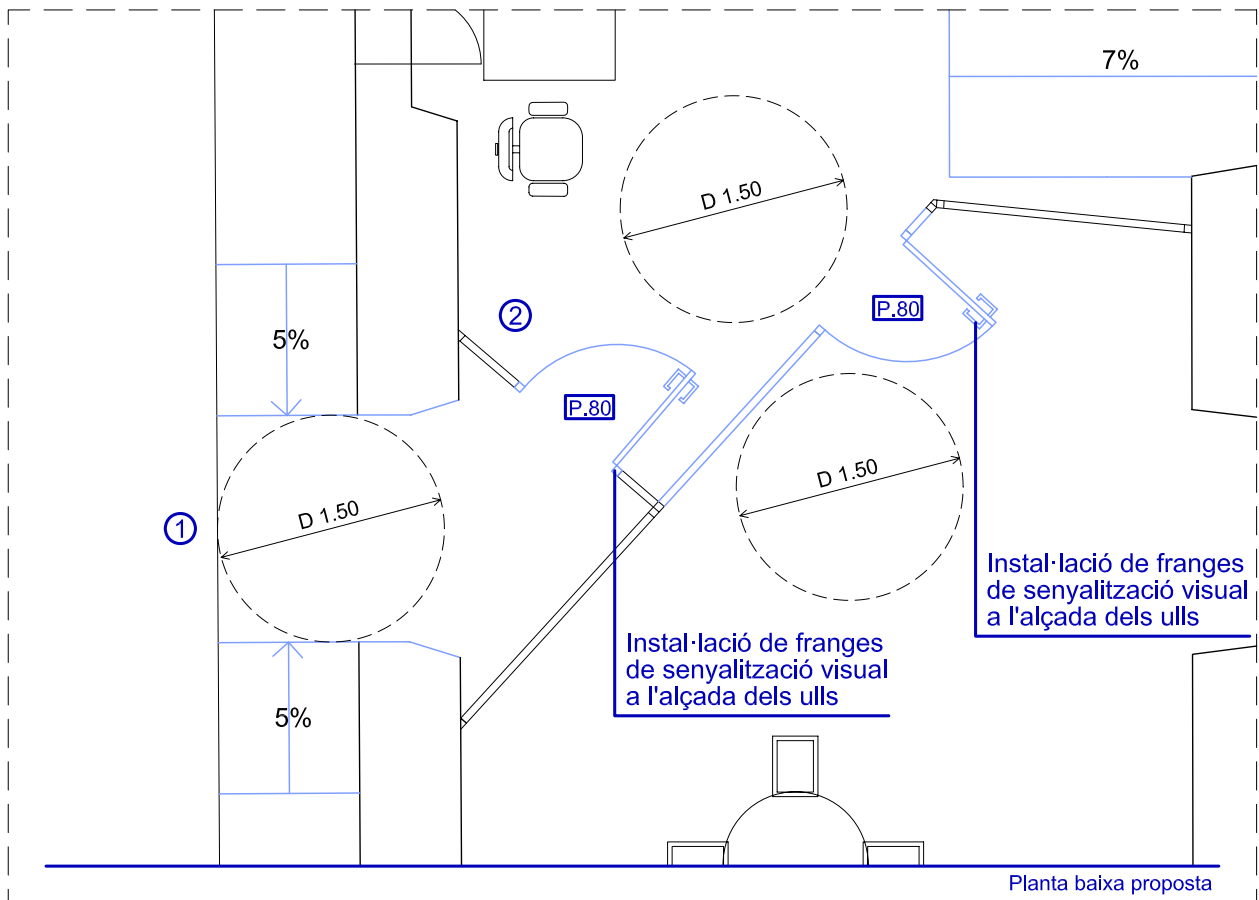 7%
D 1.50
P.80
2
5%
P.80
D 1.50
D 1.50
1
Instal·lació de franges
de senyalització visual
a l'alçada dels ulls
Instal·lació de franges
de senyalització visual
a l'alçada dels ulls
5%
Planta baixa proposta